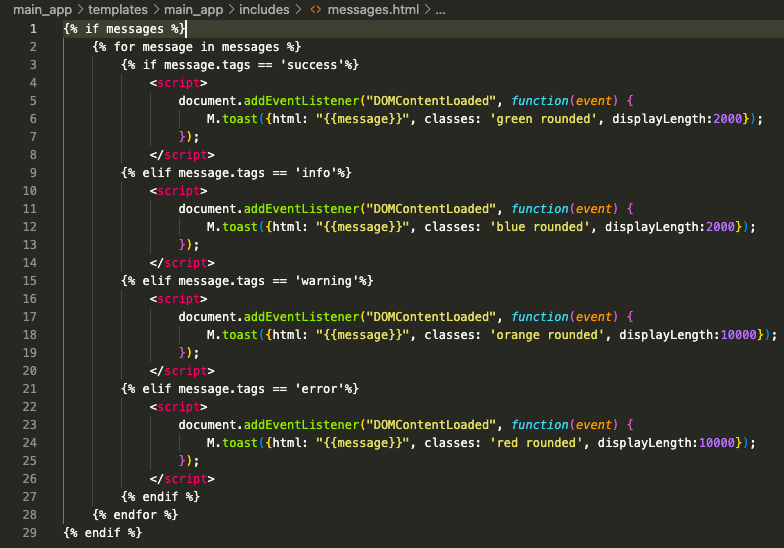 main_app > templates > main_app > includes > <> messages.html > ...
1 {% if messages %}
2 {% for message in messages %}
3 {% if message.tags == 'success'%}
4 <script>
5 document.addEventListener("DOMContentLoaded", function(event) {
6 M.toast({html: "{{message}}", classes: 'green rounded', displayLength:2000});
7 });
8 </script>
9 {% elif message.tags == 'info'%}
10 <script>
11 document.addEventListener("DOMContentLoaded", function(event) {
12 M.toast({html: "{{message}}", classes: 'blue rounded', displayLength:2000});
13 });
14 </script>
15 {% elif message.tags == 'warning'%}
16 <script>
17 document.addEventListener("DOMContentLoaded", function(event) {
18 M.toast({html: "{{message}}", classes: 'orange rounded', displayLength:10000});
19 });
20 </script>
21 {% elif message.tags == 'error'%}
22 <script>
23 document.addEventListener("DOMContentLoaded", function(event) {
24 M.toast({html: "{{message}}", classes: 'red rounded', displayLength:10000});
25 });
26 </script>
27 {% endif %}
28 {% endfor %}
29 {% endif %}